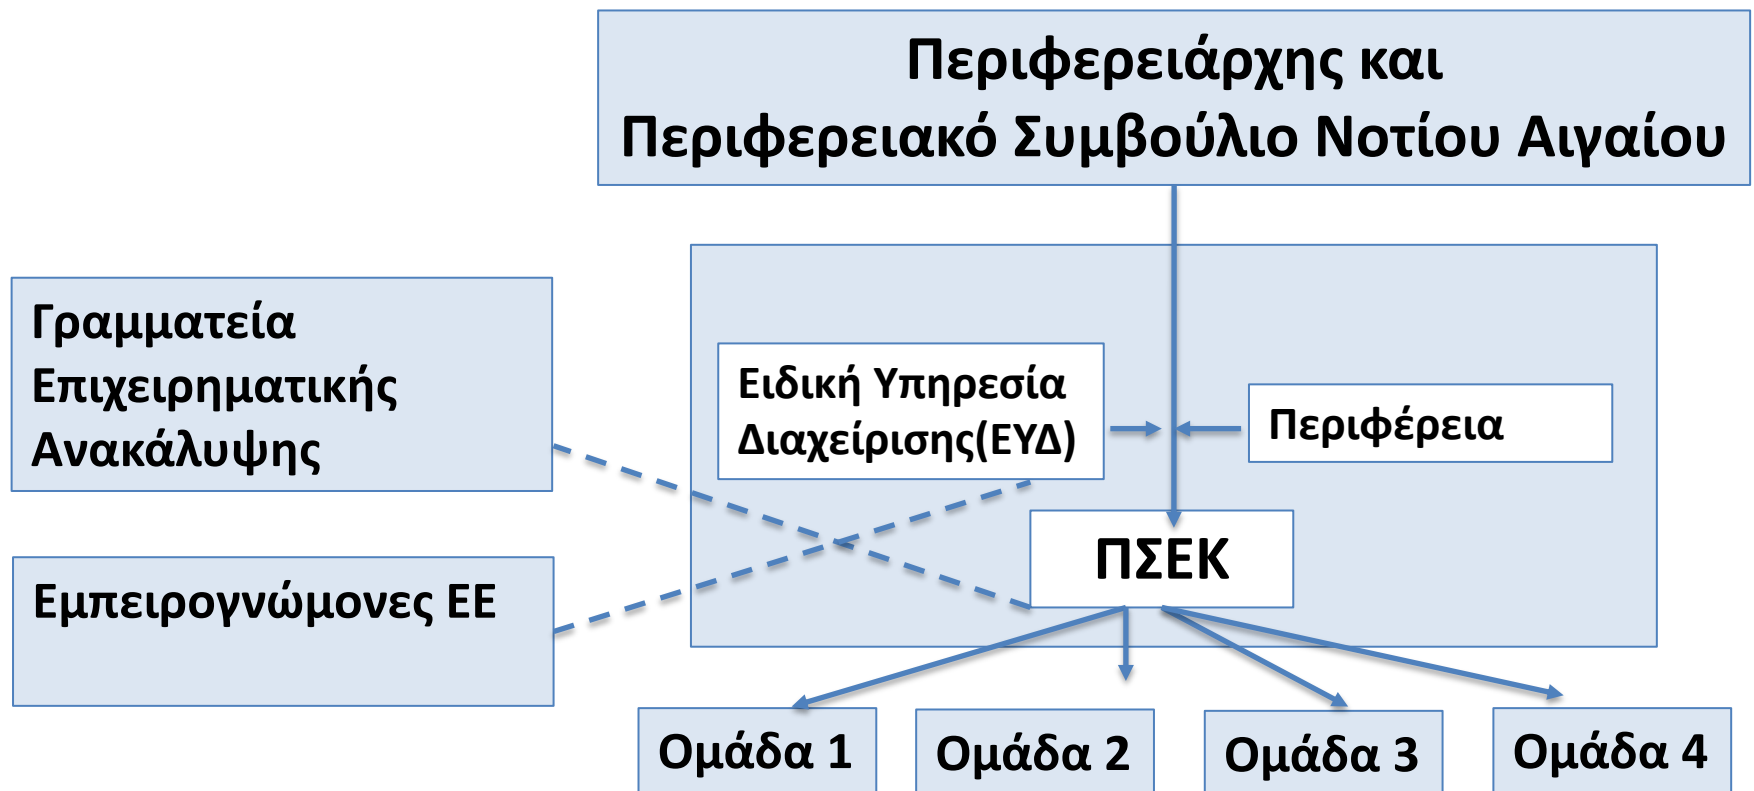 Περιφερειάρχης και
Περιφερειακό Συμβούλιο Νοτίου Αιγαίου
Γραμματεία
Επιχειρηματικής
Ανακάλυψης
Ειδική Υπηρεσία
Διαχείρισης(ΕΥΔ)
Περιφέρεια
ΠΣΕΚ
Εμπειρογνώμονες ΕΕ
Ομάδα 1
Ομάδα 2
Ομάδα 3
Ομάδα 4